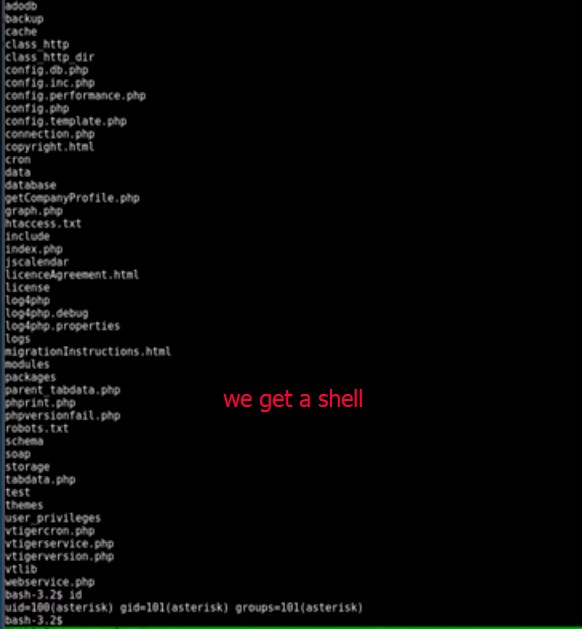 adodb
backup
cache
class_http
class_http_dir
config.db.php
config.inc.php
config.performance.php
config.php
config.template.php
connection.php
copyright.html
cron
data
database
getCompanyProfile.php
graph.php
htaccess.txt
include
index.php
jscalendar
licenceAgreement.html
license
log4php
log4php.debug
log4php.properties
logs
migrationInstructions.html
modules
packages
parent_tabdata.php
we get a shell
phprint.php
phpversionfail.php
robots.txt
schema
soap
storage
tabdata.php
test
themes
user_privileges
vtigercron.php
vtigerservice.php
vtigerversion.php
vtlib
webservice.php
bash-3.2$ id
uid=100(asterisk) gid=101(asterisk) groups=101(asterisk)
bash-3.2$